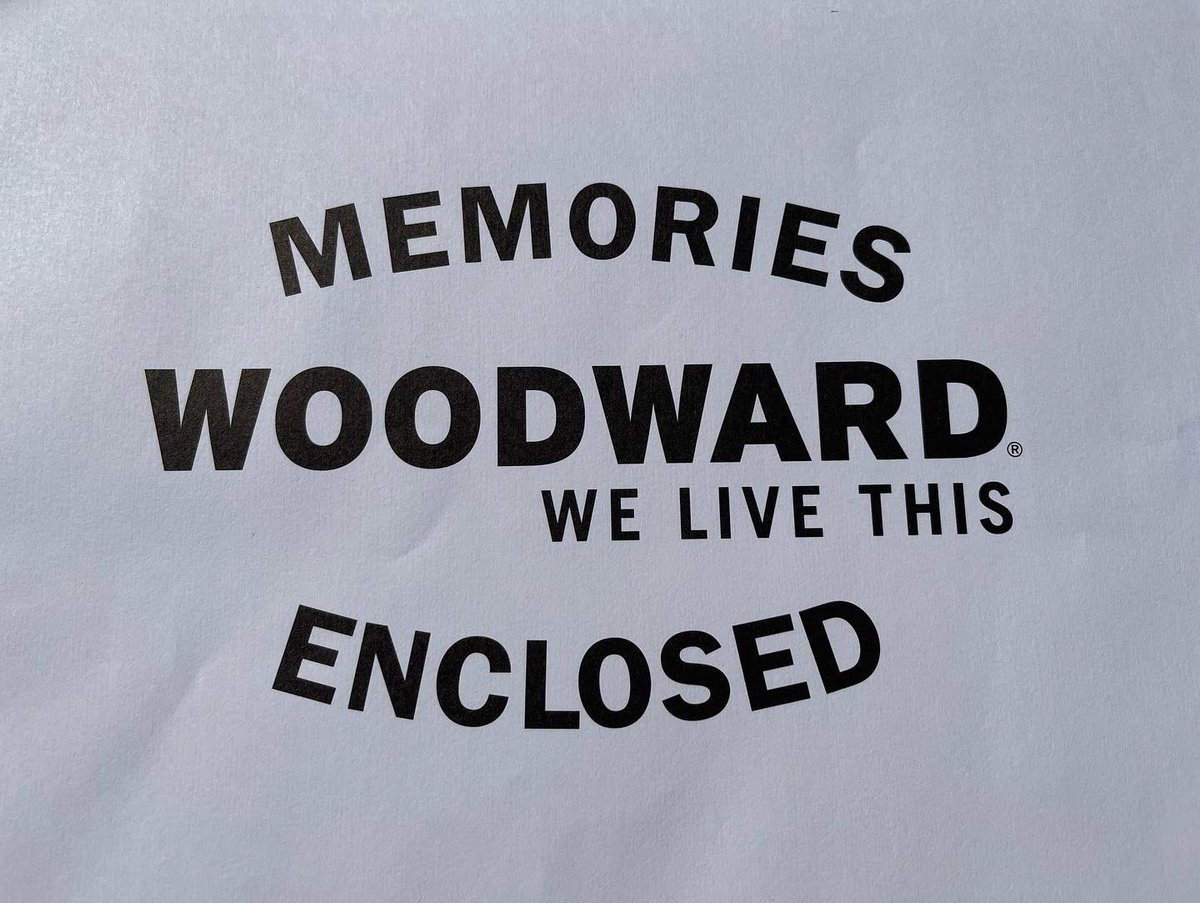 MEMORIES
WOODWARD®
WE LIVE THIS
ENCLOSED